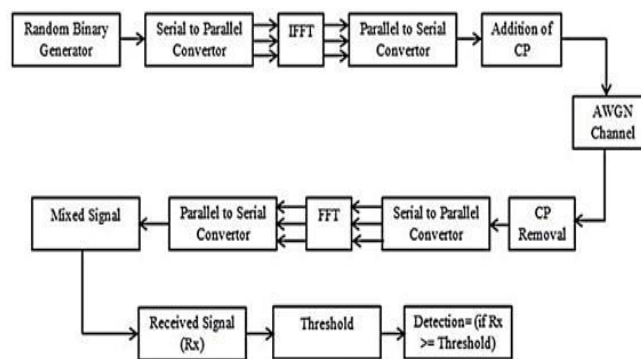 Random Binary
Generator
Serial to Parallel
Convertor
IFFT
Parallel to Serial
Convertor
Addition of
CP
AWGN
Channel
Mixed Signal
Parallel to Serial
Convertor
FFT
Serial to Parallel
Convertor
CP
Removal
Received Signal
(Rx)
Threshold
Detection= (if Rx
>= Threshold)